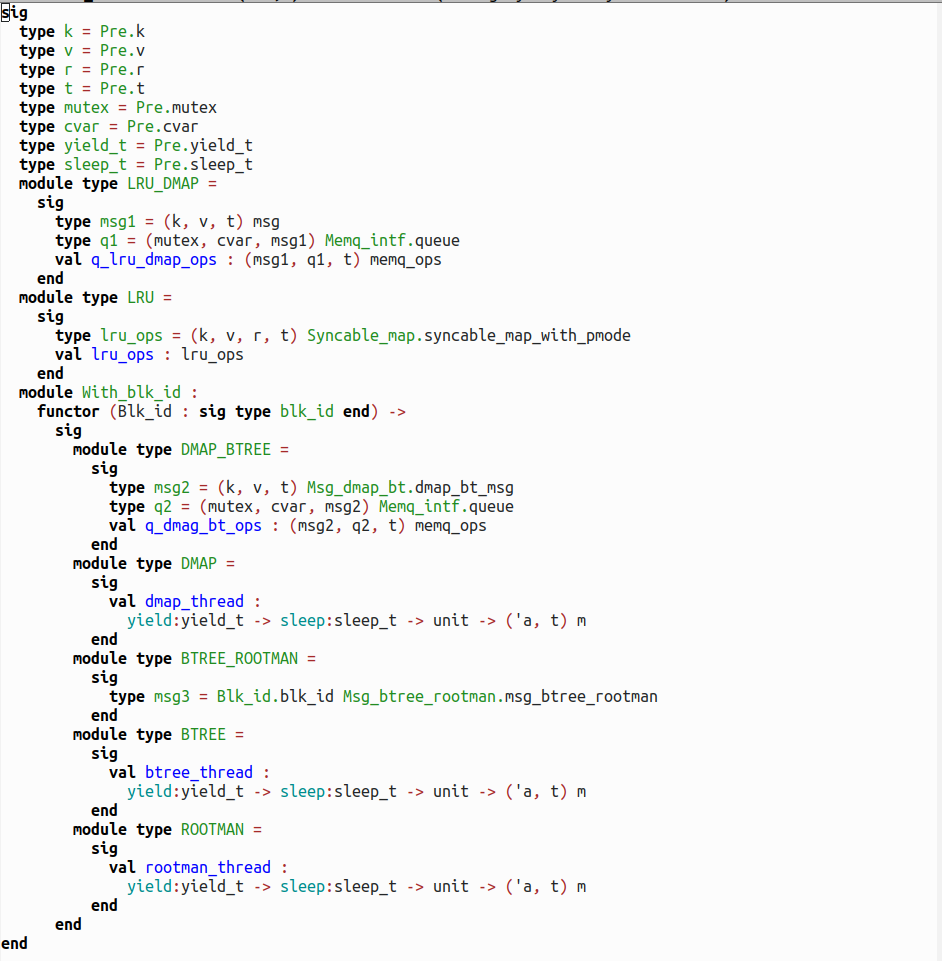 sig
  type k = Pre.k
  type v = Pre.v
  type r = Pre.r
  type t = Pre.t
  type mutex = Pre.mutex
  type cvar = Pre.cvar
  type yield_t = Pre.yield_t
  type sleep_t = Pre.sleep_t
  module type LRU_DMAP =
    sig
      type msg1 = (k, v, t) msg
      type q1 = (mutex, cvar, msg1) Memq_intf.queue
      val q_lru_dmap_ops : (msg1, q1, t) memq_ops
    end
  module type LRU =
    sig
      type lru_ops = (k, v, r, t) Syncable_map.syncable_map_with_pmode
      val lru_ops : lru_ops
    end
  module With_blk_id :
    functor (Blk_id : sig type blk_id end) ->
      sig
        module type DMAP_BTREE =
          sig
            type msg2 = (k, v, t) Msg_dmap_bt.dmap_bt_msg
            type q2 = (mutex, cvar, msg2) Memq_intf.queue
            val q_dmag_bt_ops : (msg2, q2, t) memq_ops
          end
        module type DMAP =
          sig
            val dmap_thread :
              yield:yield_t -> sleep:sleep_t -> unit -> ('a, t) m
          end
        module type BTREE_ROOTMAN =
          sig
            type msg3 = Blk_id.blk_id Msg_btree_rootman.msg_btree_rootman
          end
        module type BTREE =
          sig
            val btree_thread :
              yield:yield_t -> sleep:sleep_t -> unit -> ('a, t) m
          end
        module type ROOTMAN =
          sig
            val rootman_thread :
              yield:yield_t -> sleep:sleep_t -> unit -> ('a, t) m
          end
      end
end